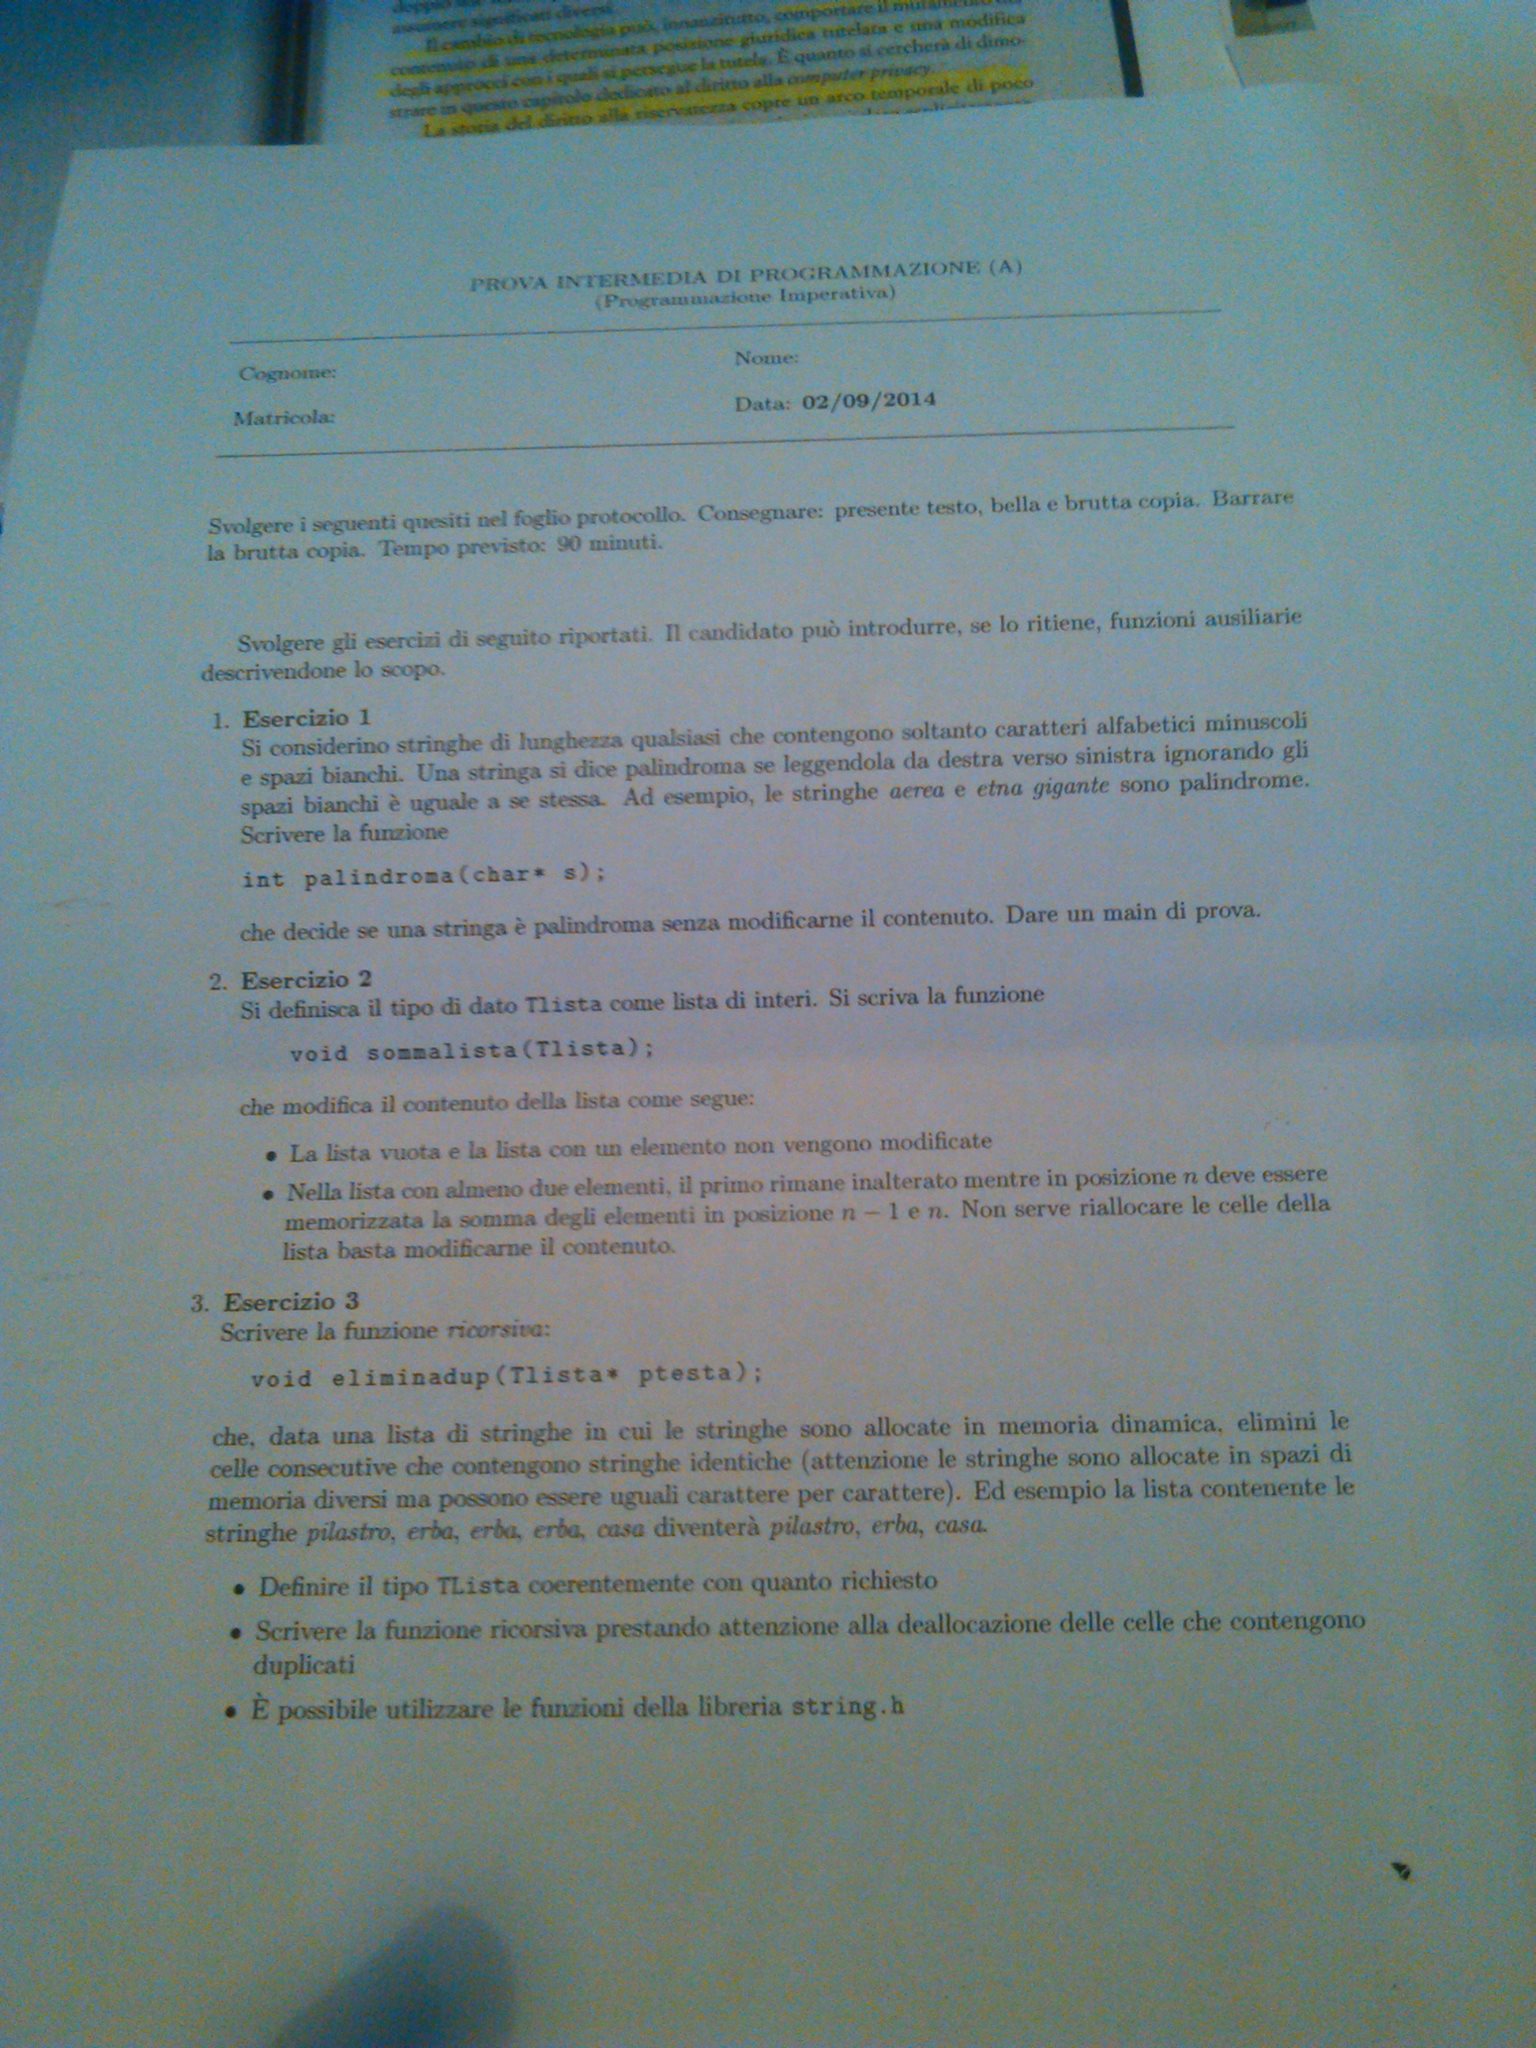 assumere significati diversi.
Il cambio di tecnologia può, innanzitutto, comportare il mutamento del
contenuto di una determinata posizione giuridica tutelata e una modifica
degli approcci con i quali si persegue la tutela. È quanto si cercherà di dimo-
strare in questo capitolo dedicato al diritto alla computer privacy.
La storia del diritto alla riservatezza copre un arco temporale di poco
PROVA INTERMEDIA DI PROGRAMMAZIONE (A)
(Programmazione Imperativa)
Cognome:
Nome:
Matricola:
Data: 02/09/2014
Svolgere i seguenti quesiti nel foglio protocollo. Consegnare: presente testo, bella e brutta copia. Barrare
la brutta copia. Tempo previsto: 90 minuti.
Svolgere gli esercizi di seguito riportati. Il candidato può introdurre, se lo ritiene, funzioni ausiliarie
descrivendone lo scopo.
1. Esercizio 1
Si considerino stringhe di lunghezza qualsiasi che contengono soltanto caratteri alfabetici minuscoli
e spazi bianchi. Una stringa si dice palindroma se leggendola da destra verso sinistra ignorando gli
spazi bianchi è uguale a se stessa. Ad esempio, le stringhe aerea e etna gigante sono palindrome.
Scrivere la funzione
int palindroma(char* s);
che decide se una stringa è palindroma senza modificarne il contenuto. Dare un main di prova.
2. Esercizio 2
Si definisca il tipo di dato Tlista come lista di interi. Si scriva la funzione
void sommalista(Tlista);
che modifica il contenuto della lista come segue:
• La lista vuota e la lista con un elemento non vengono modificate
• Nella lista con almeno due elementi, il primo rimane inalterato mentre in posizione n deve essere
memorizzata la somma degli elementi in posizione n − 1 e n. Non serve riallocare le celle della
lista basta modificarne il contenuto.
3. Esercizio 3
Scrivere la funzione ricorsiva:
void eliminadup(Tlista* ptesta);
che, data una lista di stringhe in cui le stringhe sono allocate in memoria dinamica, elimini le
celle consecutive che contengono stringhe identiche (attenzione le stringhe sono allocate in spazi di
memoria diversi ma possono essere uguali carattere per carattere). Ed esempio la lista contenente le
stringhe pilastro, erba, erba, erba, casa diventerà pilastro, erba, casa.
• Definire il tipo TLista coerentemente con quanto richiesto
• Scrivere la funzione ricorsiva prestando attenzione alla deallocazione delle celle che contengono
duplicati
• È possibile utilizzare le funzioni della libreria string.h